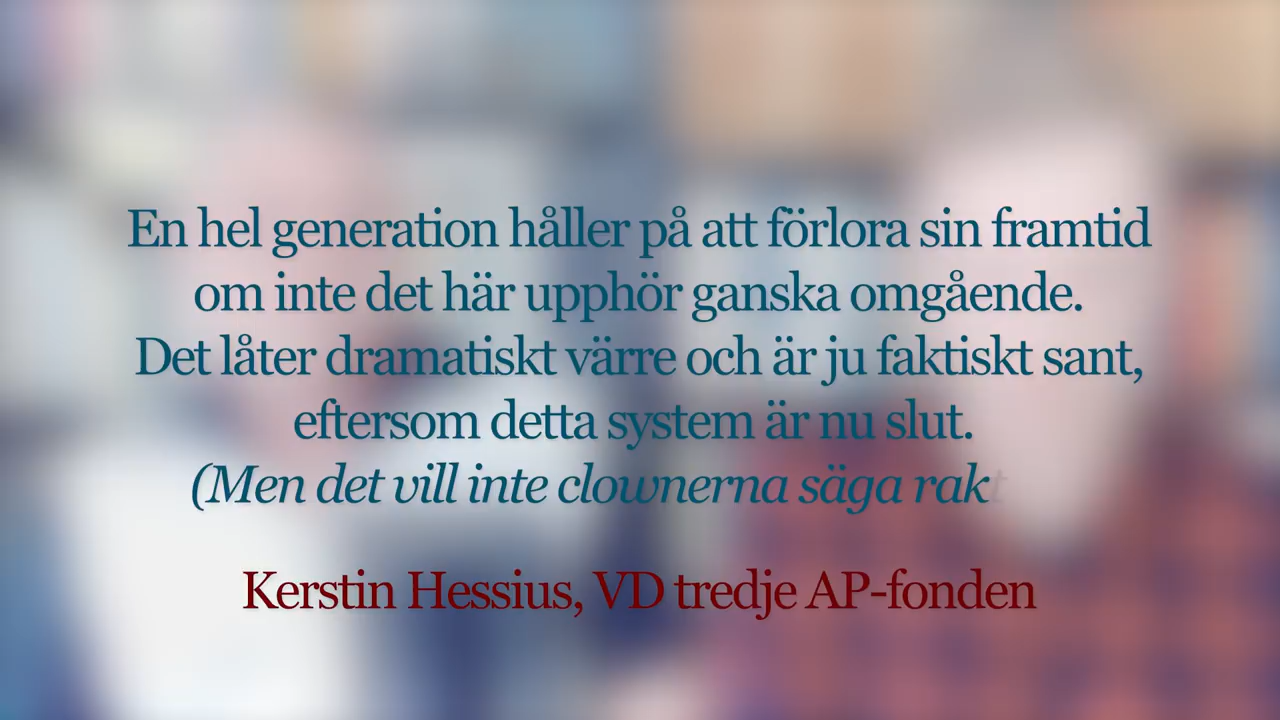 En hel generation håller på att förlora sin framtid
om inte det här upphör ganska omgående.
Det låter dramatiskt värre och är ju faktiskt sant,
eftersom detta system är nu slut.
(Men det vill inte clownerna säga rakt
Kerstin Hessius, VD tredje AP-fonden